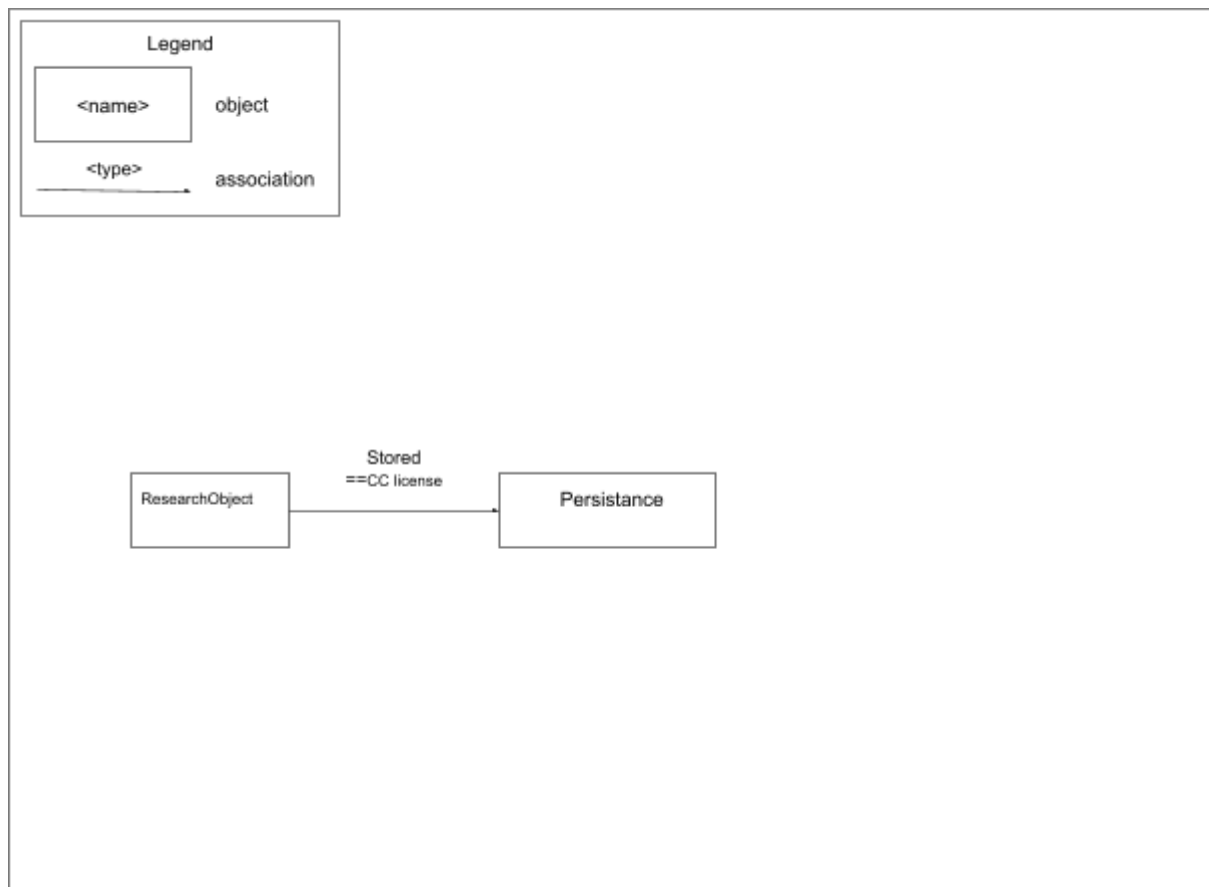 Legend
<name>
object
<type>
association
Stored
==CC license
ResearchObject
Persistance